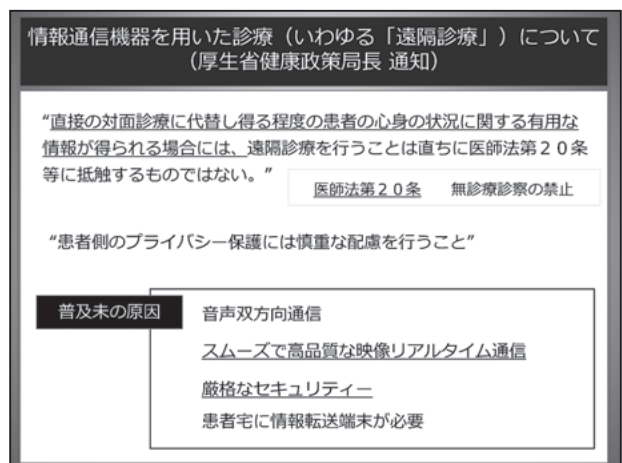 情報通信機器を用いた診療（いわゆる「遠隔診療」）について
（厚生省健康政策局長 通知）
“直接の対面診療に代替し得る程度の患者の心身の状況に関する有用な
情報が得られる場合には、遠隔診療を行うことは直ちに医師法第２０条
等に抵触するものではない。”
医師法第２０条　無診療診察の禁止
“患者側のプライバシー保護には慎重な配慮を行うこと”
普及未の原因
音声双方向通信
スムーズで高品質な映像リアルタイム通信
厳格なセキュリティー
患者宅に情報転送端末が必要